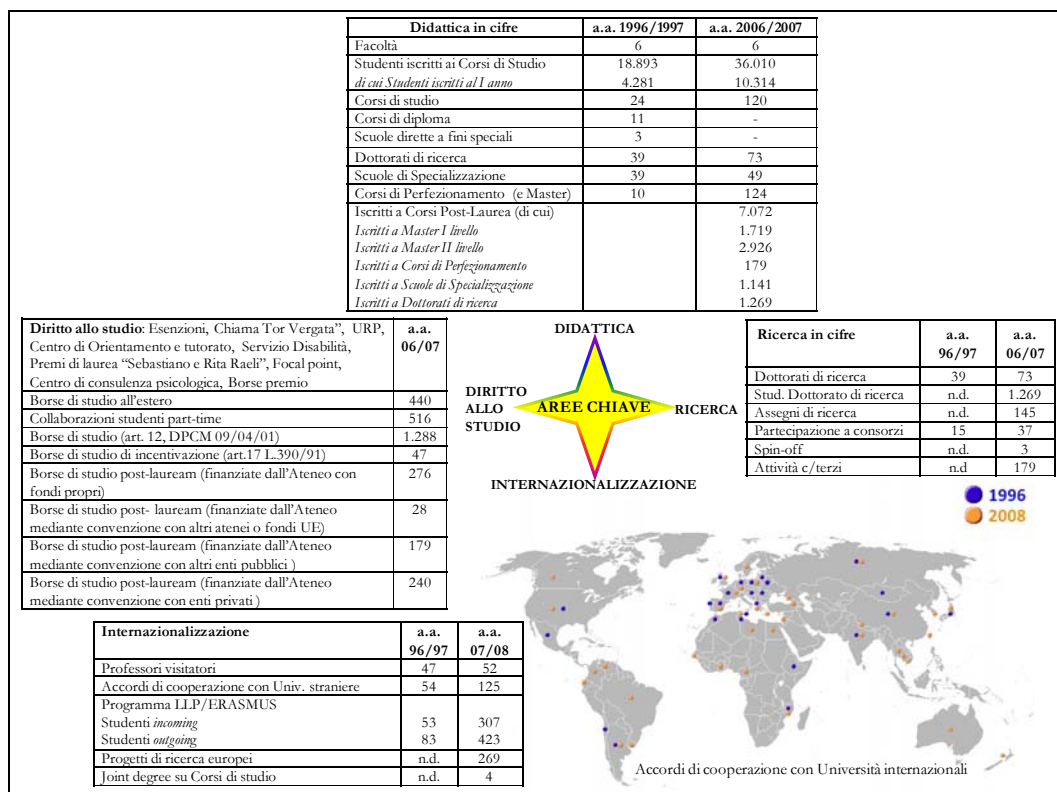 Didattica in cifre a.a. 1996/1997 a.a. 2006/2007
Facoltà 6 6
Studenti iscritti ai Corsi di Studio 18.893 36.010
di cui Studenti iscritti al I anno 4.281 10.314
Corsi di studio 24 120
Corsi di diploma 11 -
Scuole dirette a fini speciali 3 -
Dottorati di ricerca 39 73
Scuole di Specializzazione 39 49
Corsi di Perfezionamento (e Master) 10 124
Iscritti a Corsi Post-Laurea (di cui) 7.072
Iscritti a Master I livello 1.719
Iscritti a Master II livello 2.926
Iscritti a Corsi di Perfezionamento 179
Iscritti a Scuole di Specializzazione 1.141
Iscritti a Dottorati di ricerca 1.269
Diritto allo studio: Esenzioni, Chiama Tor Vergata”, URP, a.a.
Centro di Orientamento e tutorato, Servizio Disabilità, 06/07
Premi di laurea “Sebastiano e Rita Raeli”, Focal point,
Centro di consulenza psicologica, Borse premio
Borse di studio all’estero 440
Collaborazioni studenti part-time 516
Borse di studio (art. 12, DPCM 09/04/01) 1.288
Borse di studio di incentivazione (art.17 L.390/91) 47
Borse di studio post-lauream (finanziate dall’Ateneo con 276
fondi propri)
Borse di studio post- lauream (finanziate dall’Ateneo 28
mediante convenzione con altri atenei o fondi UE)
Borse di studio post-lauream (finanziate dall’Ateneo 179
mediante convenzione con altri enti pubblici )
Borse di studio post-lauream (finanziate dall’Ateneo 240
mediante convenzione con enti privati )
DIDATTICA
DIRITTO
ALLO
STUDIO
AREE CHIAVE
RICERCA
INTERNAZIONALIZZAZIONE
Ricerca in cifre a.a. a.a.
96/97 06/07
Dottorati di ricerca 39 73
Stud. Dottorato di ricerca n.d. 1.269
Assegni di ricerca n.d. 145
Partecipazione a consorzi 15 37
Spin-off n.d. 3
Attività c/terzi n.d 179
1996
2008
Internazionalizzazione a.a. a.a.
96/97 07/08
Professori visitatori 47 52
Accordi di cooperazione con Univ. straniere 54 125
Programma LLP/ERASMUS
Studenti incoming 53 307
Studenti outgoing 83 423
Progetti di ricerca europei n.d. 269
Joint degree su Corsi di studio n.d. 4
Accordi di cooperazione con Università internazionali